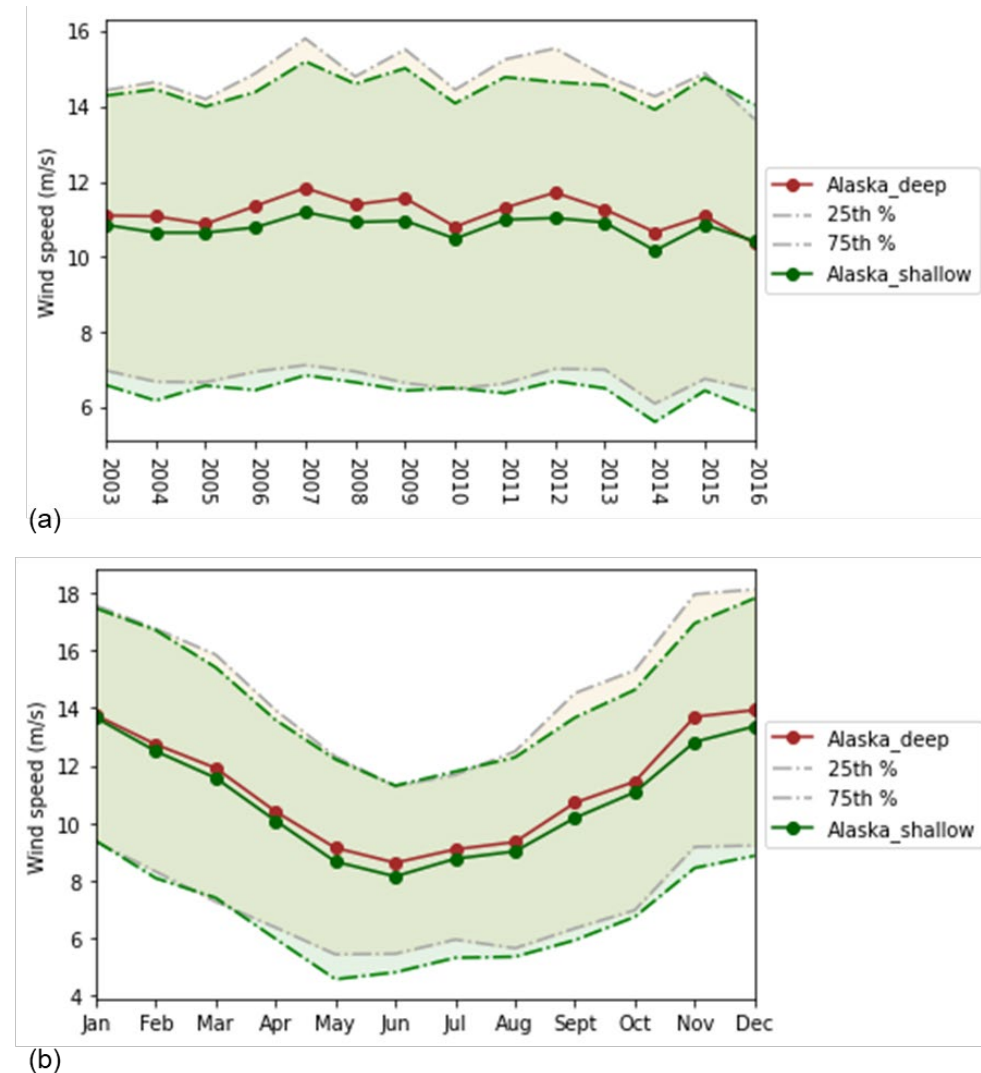 16
14
12
10
8
6
Wind speed (m/s)
2003 2004 2005 2006 2007 2008 2009 2010 2011 2012 2013 2014 2015 2016
Alaska_deep
25th %
75th %
Alaska_shallow
(a)
18
16
14
12
10
8
6
4
Wind speed (m/s)
Jan Feb Mar Apr May Jun Jul Aug Sept Oct Nov Dec
Alaska_deep
25th %
75th %
Alaska_shallow
(b)